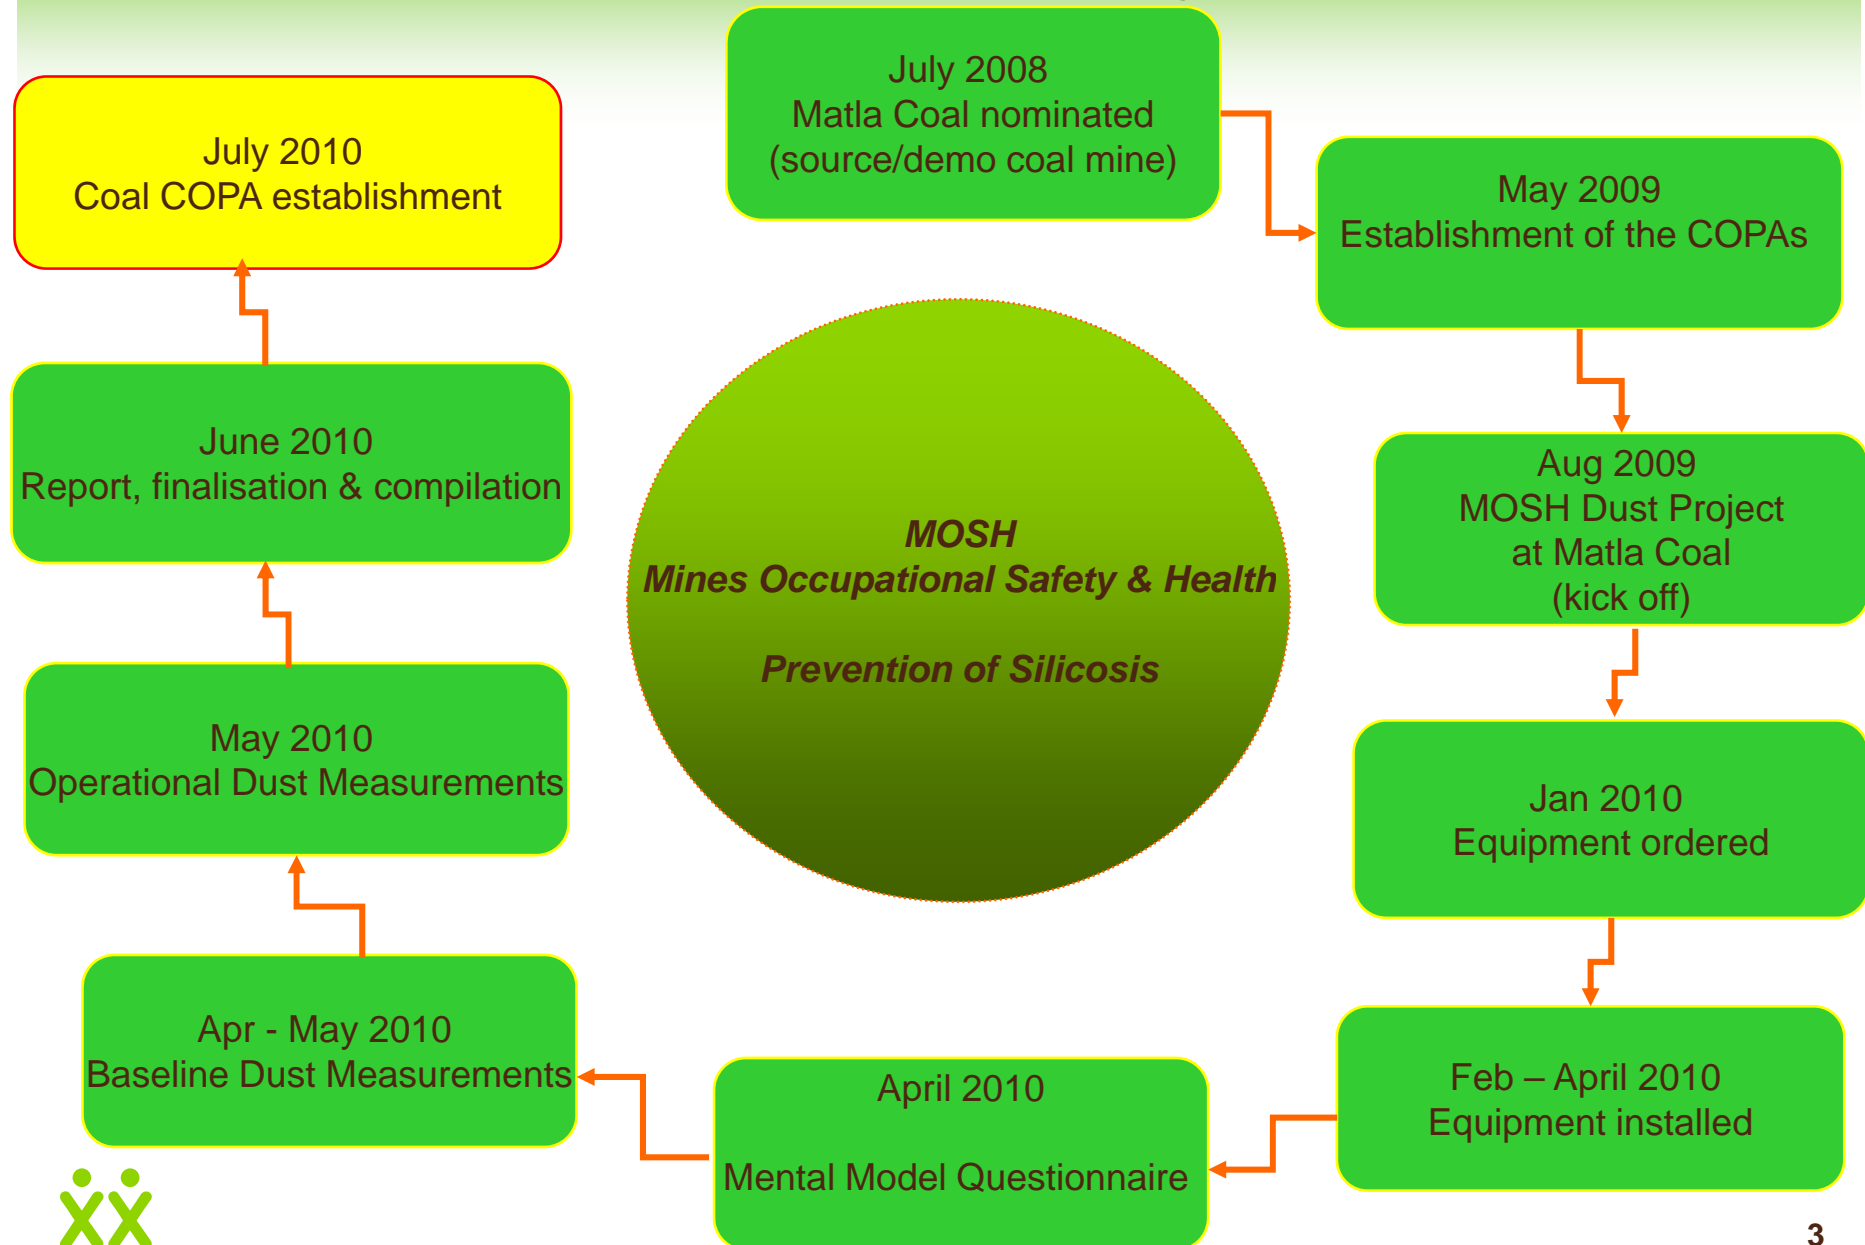 July 2008
Matla Coal nominated
(source/demo coal mine)
May 2009
Establishment of the COPAs
Aug 2009
MOSH Dust Project
at Matla Coal
(kick off)
Jan 2010
Equipment ordered
Feb – April 2010
Equipment installed
April 2010
Mental Model Questionnaire
Apr - May 2010
Baseline Dust Measurements
May 2010
Operational Dust Measurements
June 2010
Report, finalisation & compilation
July 2010
Coal COPA establishment
MOSH
Mines Occupational Safety & Health
Prevention of Silicosis
3